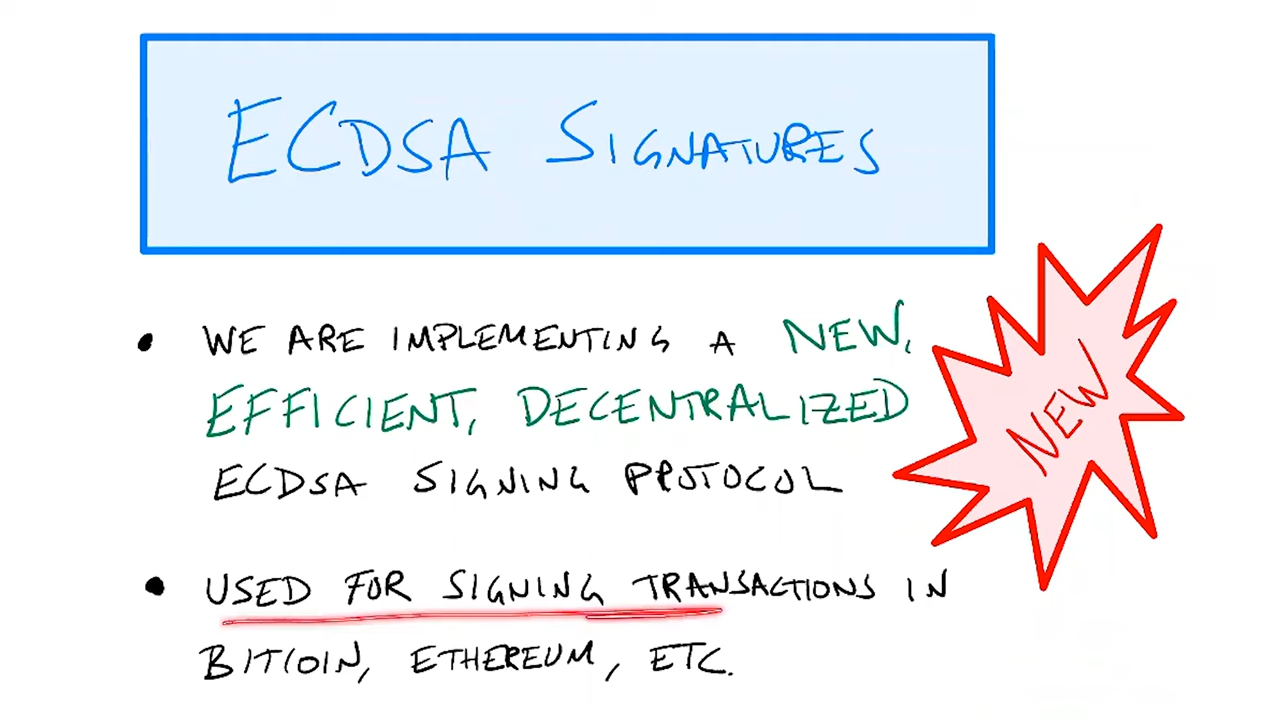 ECDSA SIGNATURES
• WE ARE IMPLEMENTING A NEW,
EFFICIENT, DECENTRALIZED
ECDSA SIGNING PROTOCOL
NEW
• USED FOR SIGNING TRANSACTIONS IN
BITCOIN, ETHEREUM, ETC.